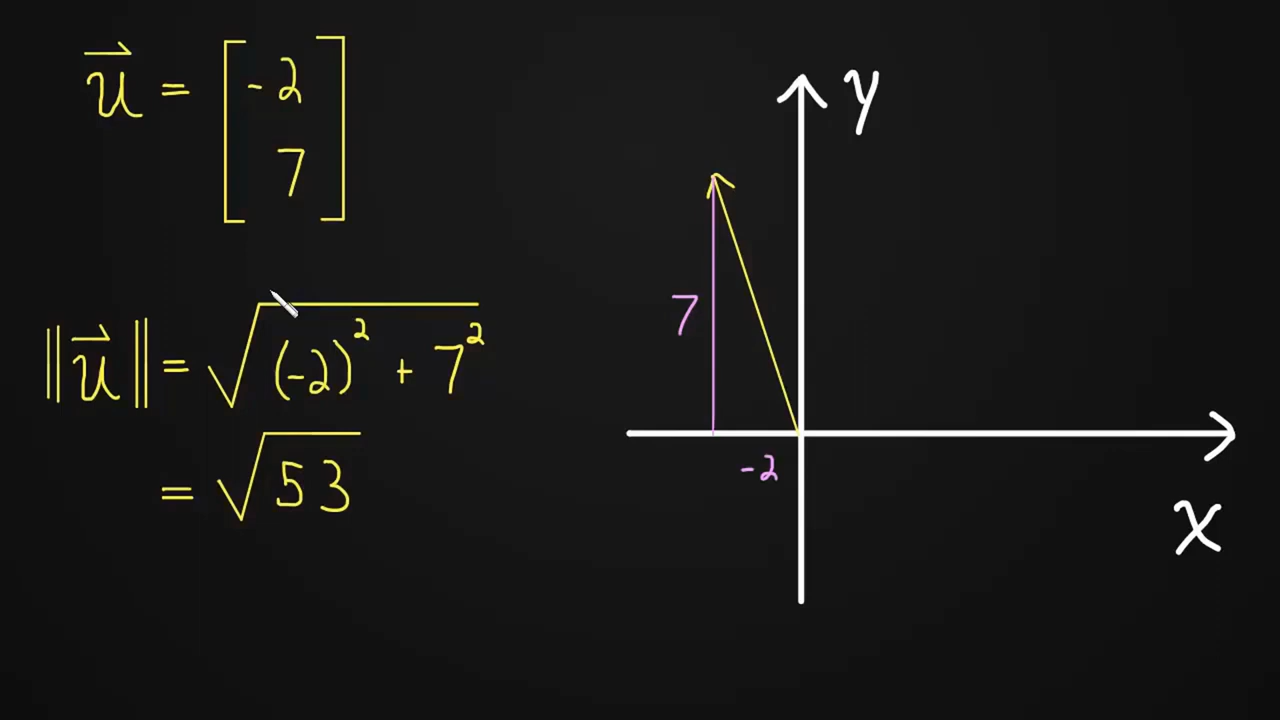 u⃗ = [-2
7]
‖u⃗‖ = √((-2)² + 7²)
= √53
y
7
-2
x